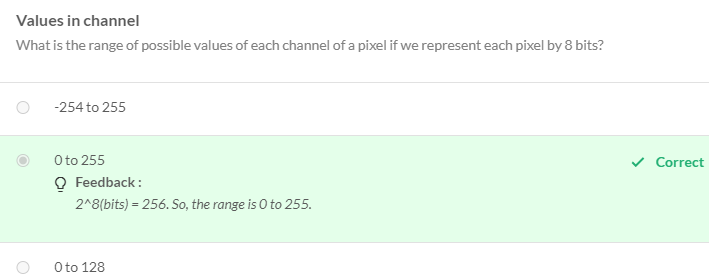 Values in channel
What is the range of possible values of each channel of a pixel if we represent each pixel by 8 bits?
-254 to 255
0 to 255
Correct
Feedback :
2^8(bits) = 256. So, the range is 0 to 255.
0 to 128